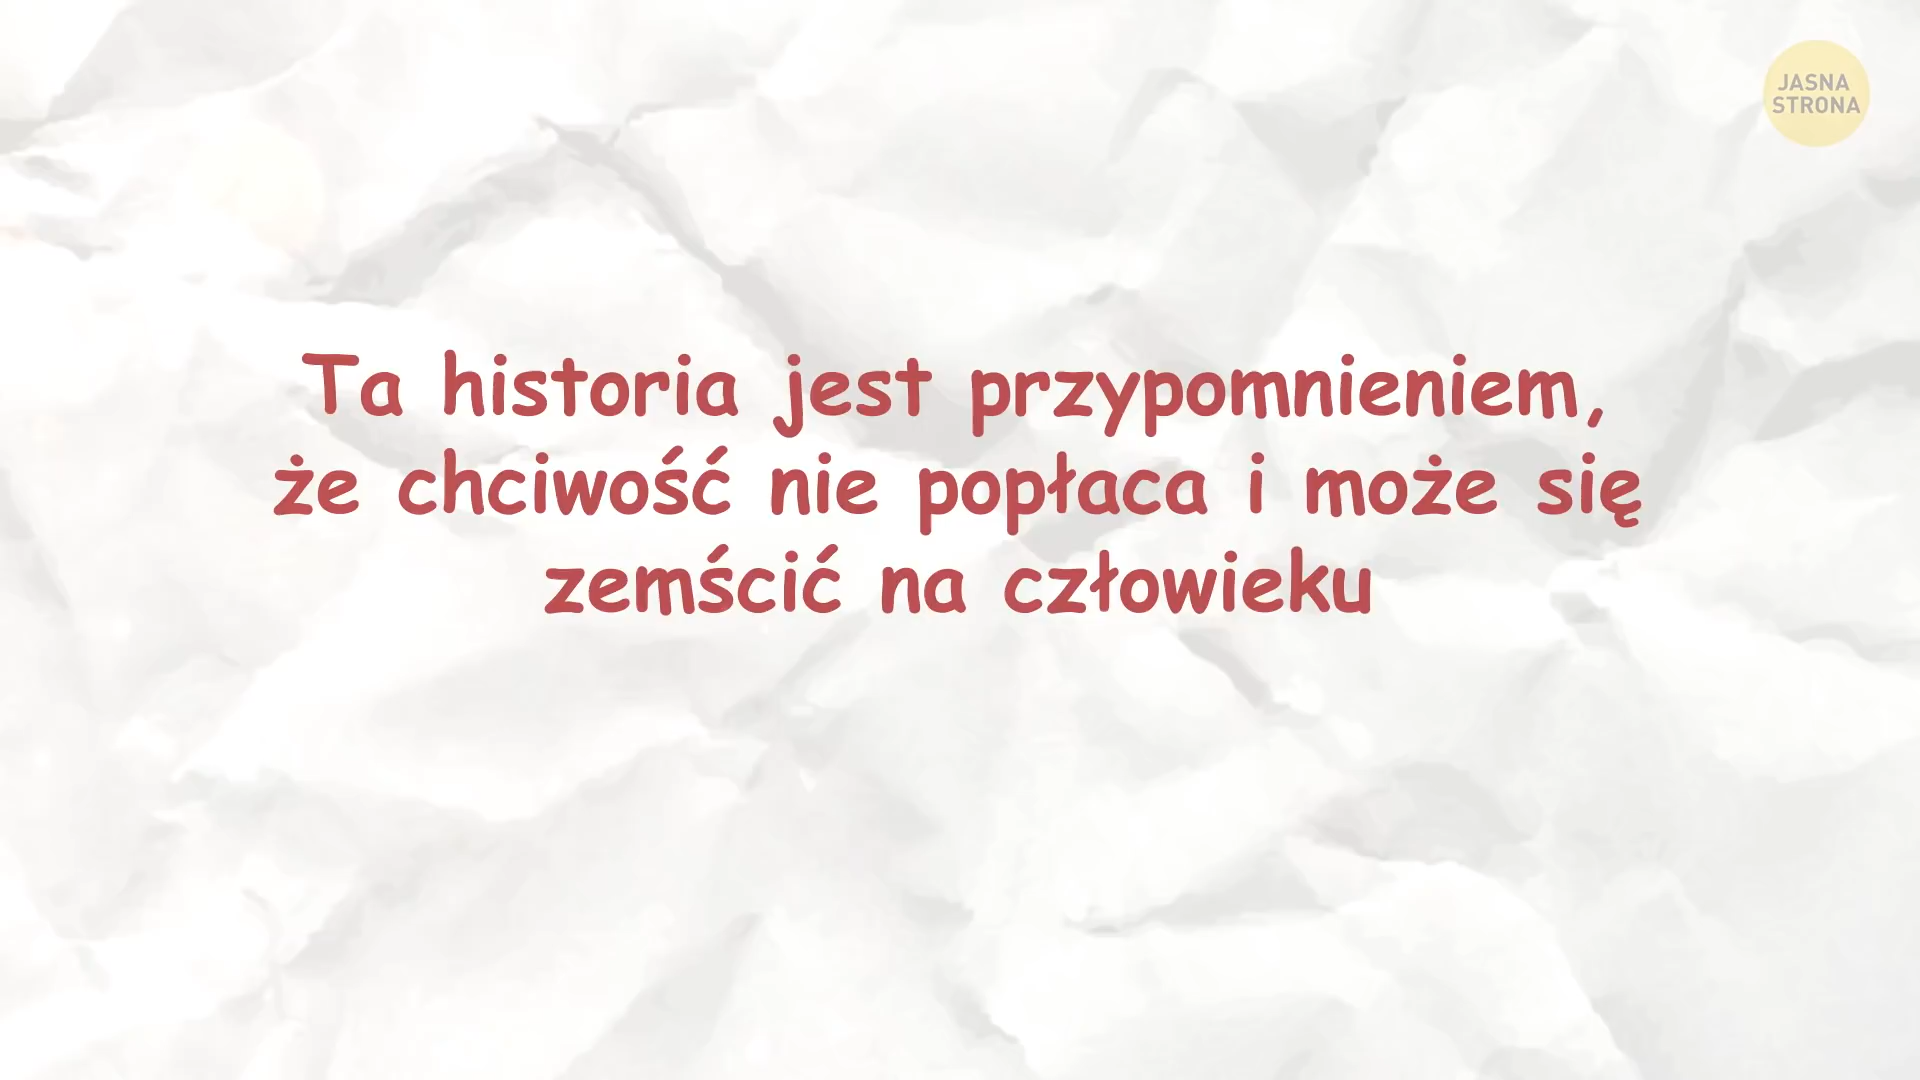 JASNA
STRONA
Ta historia jest przypomnieniem,
że chciwość nie popłaca i może się
zemścić na człowieku